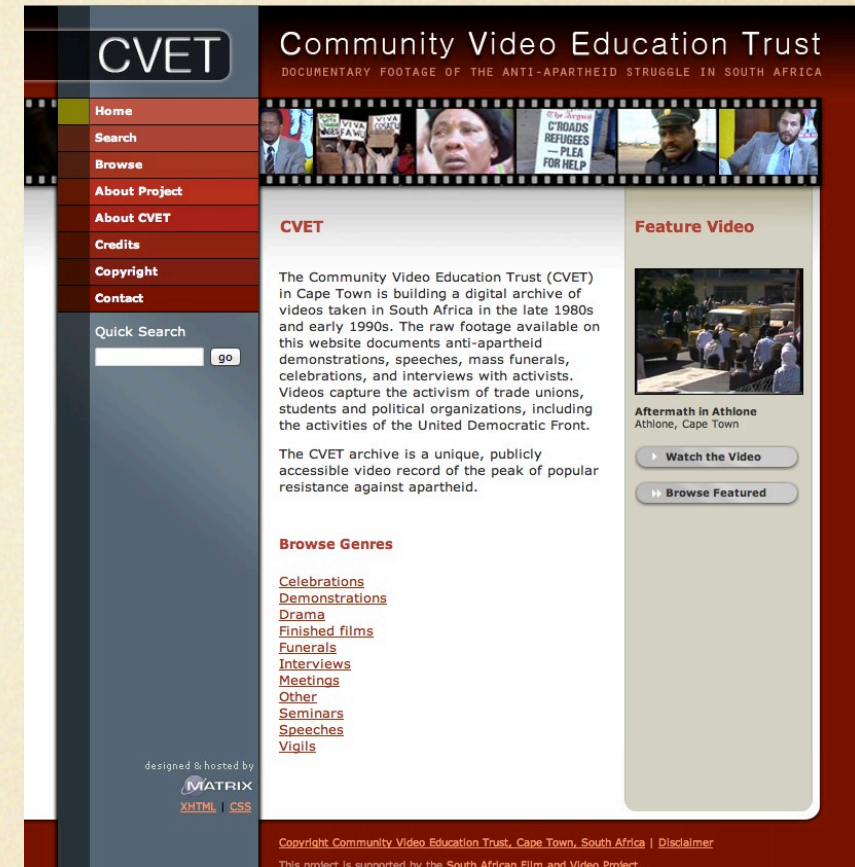 CVET
Community Video Education Trust
DOCUMENTARY FOOTAGE OF THE ANTI-APARTHEID STRUGGLE IN SOUTH AFRICA
Home
Search
Browse
About Project
About CVET
Credits
Copyright
Contact
Quick Search
go
VIVA
VIVA
COSATU
The Argus
C'ROADS
REFUGEES
— PLEA
FOR HELP
CVET
The Community Video Education Trust (CVET)
in Cape Town is building a digital archive of
videos taken in South Africa in the late 1980s
and early 1990s. The raw footage available on
this website documents anti-apartheid
demonstrations, speeches, mass funerals,
celebrations, and interviews with activists.
Videos capture the activism of trade unions,
students and political organizations, including
the activities of the United Democratic Front.
The CVET archive is a unique, publicly
accessible video record of the peak of popular
resistance against apartheid.
Browse Genres
Celebrations
Demonstrations
Drama
Finished films
Funerals
Interviews
Meetings
Other
Seminars
Speeches
Vigils
Feature Video
Aftermath in Athlone
Athlone, Cape Town
Watch the Video
Browse Featured
designed & hosted by
MATRIX
XHTML | CSS
Copyright Community Video Education Trust, Cape Town, South Africa | Disclaimer
This project is supported by the South African Film and Video Project